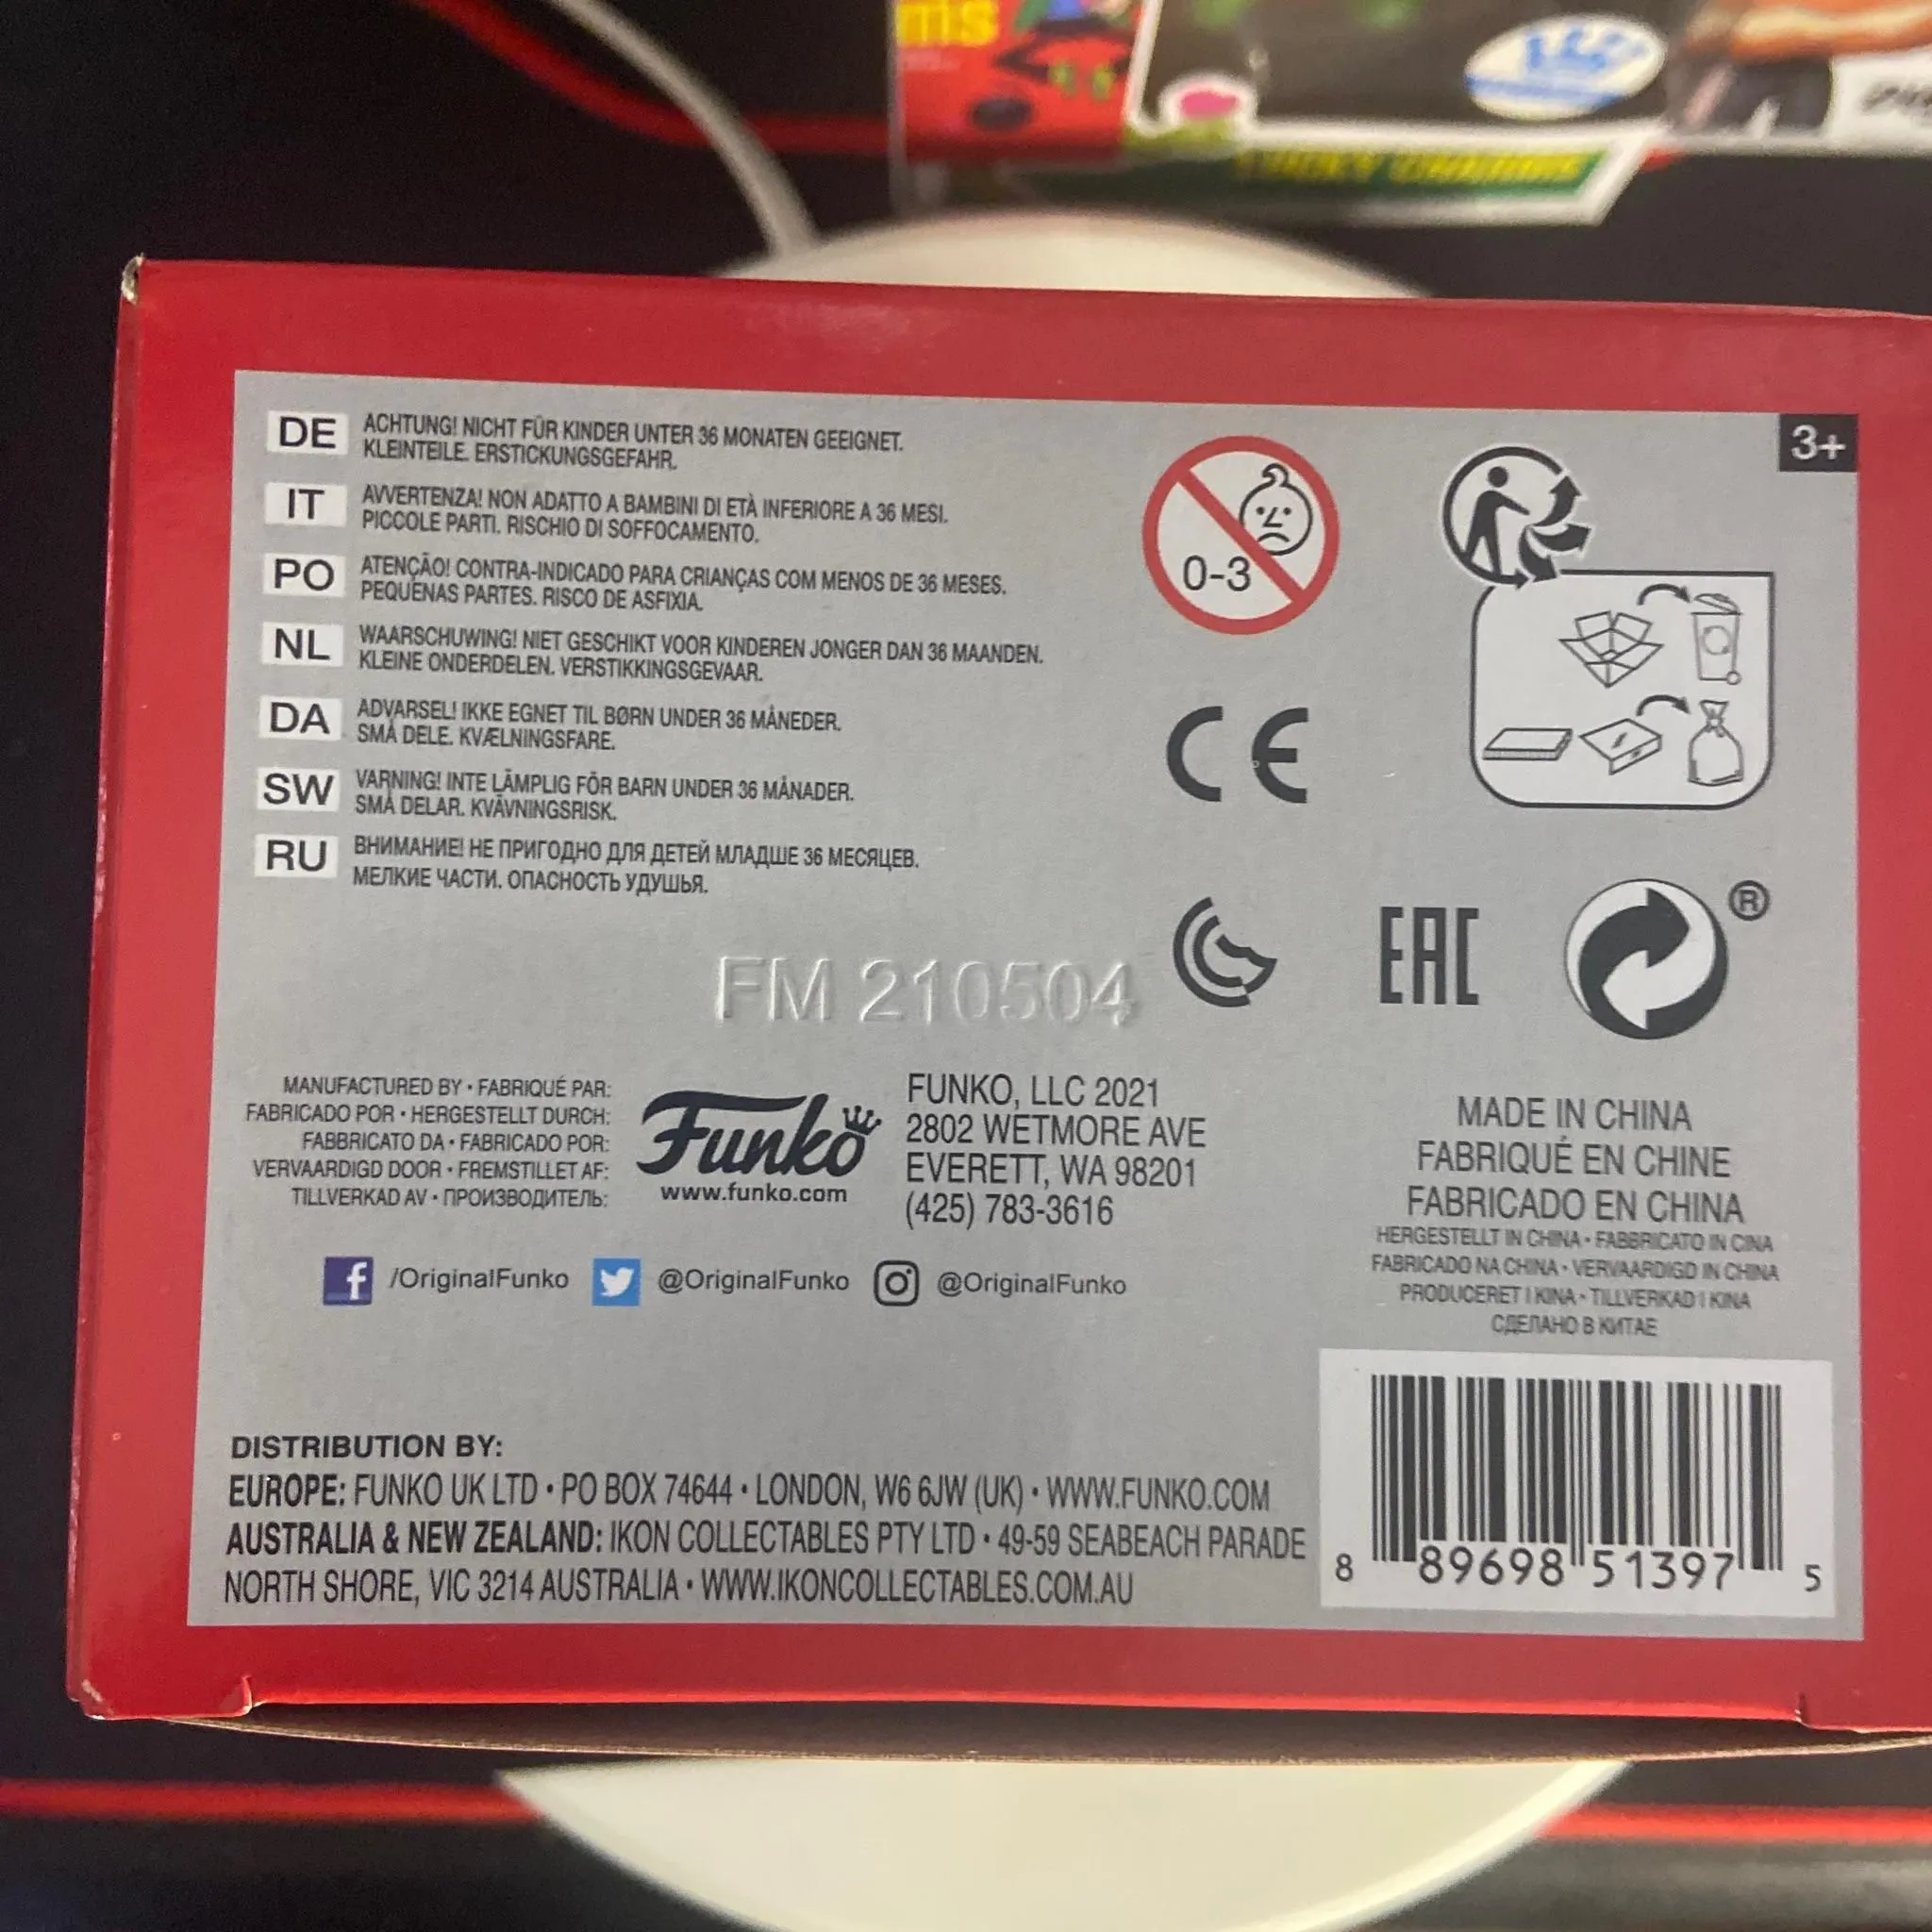 ms
LUCKY CHARMS
3+
DE
ACHTUNG! NICHT FÜR KINDER UNTER 36 MONATEN GEEIGNET.
KLEINTEILE. ERSTICKUNGSGEFAHR.
IT
AVVERTENZA! NON ADATTO A BAMBINI DI ETÀ INFERIORE A 36 MESI.
PICCOLE PARTI. RISCHIO DI SOFFOCAMENTO.
PO
ATENÇÃO! CONTRA-INDICADO PARA CRIANÇAS COM MENOS DE 36 MESES.
PEQUENAS PARTES. RISCO DE ASFIXIA.
NL
WAARSCHUWING! NIET GESCHIKT VOOR KINDEREN JONGER DAN 36 MAANDEN.
KLEINE ONDERDELEN. VERSTIKKINGSGEVAAR.
DA
ADVARSEL! IKKE EGNET TIL BØRN UNDER 36 MÅNEDER.
SMÅ DELE. KVÆLNINGSFARE.
SW
VARNING! INTE LÄMPLIG FÖR BARN UNDER 36 MÅNADER.
SMÅ DELAR. KVÄVNINGSRISK.
RU
ВНИМАНИЕ! НЕ ПРИГОДНО ДЛЯ ДЕТЕЙ МЛАДШЕ 36 МЕСЯЦЕВ.
МЕЛКИЕ ЧАСТИ. ОПАСНОСТЬ УДУШЬЯ.
0-3
CE
EAC
®
FM 210504
MANUFACTURED BY • FABRIQUÉ PAR:
FABRICADO POR • HERGESTELLT DURCH:
FABBRICATO DA • FABRICADO POR:
VERVAARDIGD DOOR • FREMSTILLET AF:
TILLVERKAD AV • ПРОИЗВОДИТЕЛЬ:
Funko
www.funko.com
FUNKO, LLC 2021
2802 WETMORE AVE
EVERETT, WA 98201
(425) 783-3616
/OriginalFunko @OriginalFunko @OriginalFunko
MADE IN CHINA
FABRIQUÉ EN CHINE
FABRICADO EN CHINA
HERGESTELLT IN CHINA • FABBRICATO IN CINA
FABRICADO NA CHINA • VERVAARDIGD IN CHINA
PRODUCERET I KINA • TILLVERKAD I KINA
СДЕЛАНО В КИТАЕ
DISTRIBUTION BY:
EUROPE: FUNKO UK LTD • PO BOX 74644 • LONDON, W6 6JW (UK) • WWW.FUNKO.COM
AUSTRALIA & NEW ZEALAND: IKON COLLECTABLES PTY LTD • 49-59 SEABEACH PARADE
NORTH SHORE, VIC 3214 AUSTRALIA • WWW.IKONCOLLECTABLES.COM.AU
8 89698 51397 5